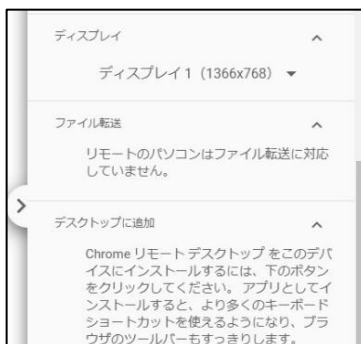 ディスプレイ
ディスプレイ 1（1366x768）
ファイル転送
リモートのパソコンはファイル転送に対応
していません。
デスクトップに追加
Chrome リモート デスクトップ をこのデバ
イスにインストールするには、下のボタン
をクリックしてください。 アプリとしてイ
ンストールすると、より多くのキーボード
ショートカットを使えるようになり、ブラ
ウザのツールバーもすっきりします。